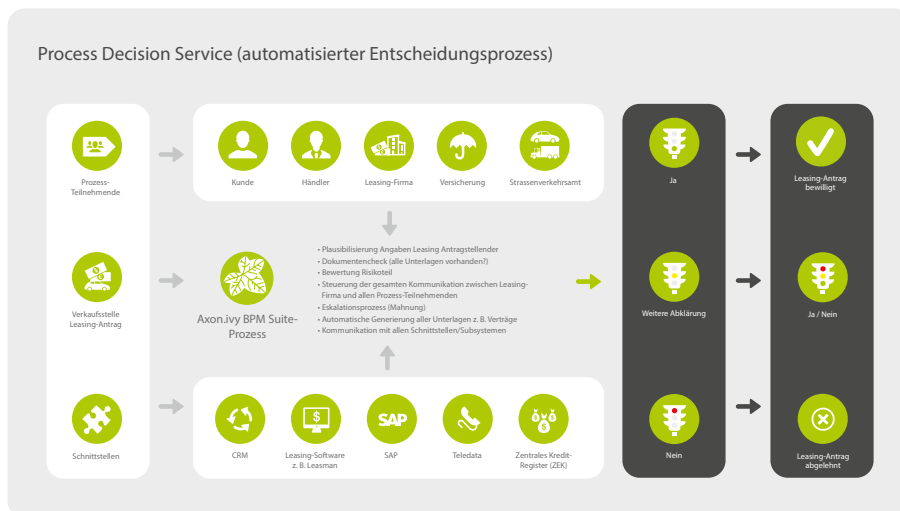 Process Decision Service (automatisierter Entscheidungsprozess)
Prozess-
Teilnehmende
Kunde
Händler
Leasing-Firma
Versicherung
Strassenverkehrsamt
Ja
Leasing-Antrag
bewilligt
Verkaufsstelle
Leasing-Antrag
Axon.ivy BPM Suite-
Prozess
• Plausibilisierung Angaben Leasing Antragstellender
• Dokumentencheck (alle Unterlagen vorhanden?)
• Bewertung Risikoteil
• Steuerung der gesamten Kommunikation zwischen Leasing-
Firma und allen Prozess-Teilnehmenden
• Eskalationsprozess (Mahnung)
• Automatische Generierung aller Unterlagen z. B. Verträge
• Kommunikation mit allen Schnittstellen/Subsystemen
Weitere Abklärung
Ja / Nein
Schnittstellen
CRM
$
Leasing-Software
z. B. Leasman
SAP
SAP
Teledata
Zentrales Kredit-
Register (ZEK)
Nein
Leasing-Antrag
abgelehnt